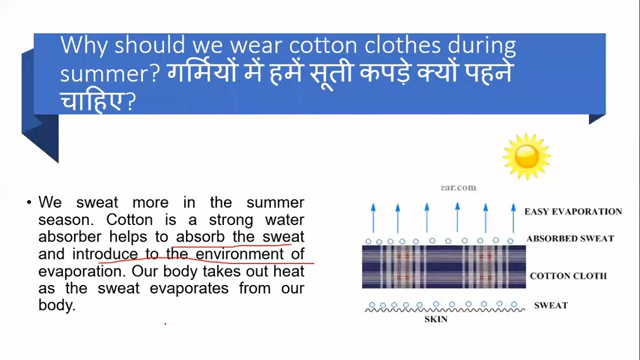 Why should we wear cotton clothes during
summer? गर्मियों में हमें सूती कपड़े क्यों पहने
चाहिए?
ear.com
EASY EVAPORATION
ABSORBED SWEAT
COTTON CLOTH
SWEAT
SKIN
• We sweat more in the summer
season. Cotton is a strong water
absorber helps to absorb the sweat
and introduce to the environment of
evaporation. Our body takes out heat
as the sweat evaporates from our
body.